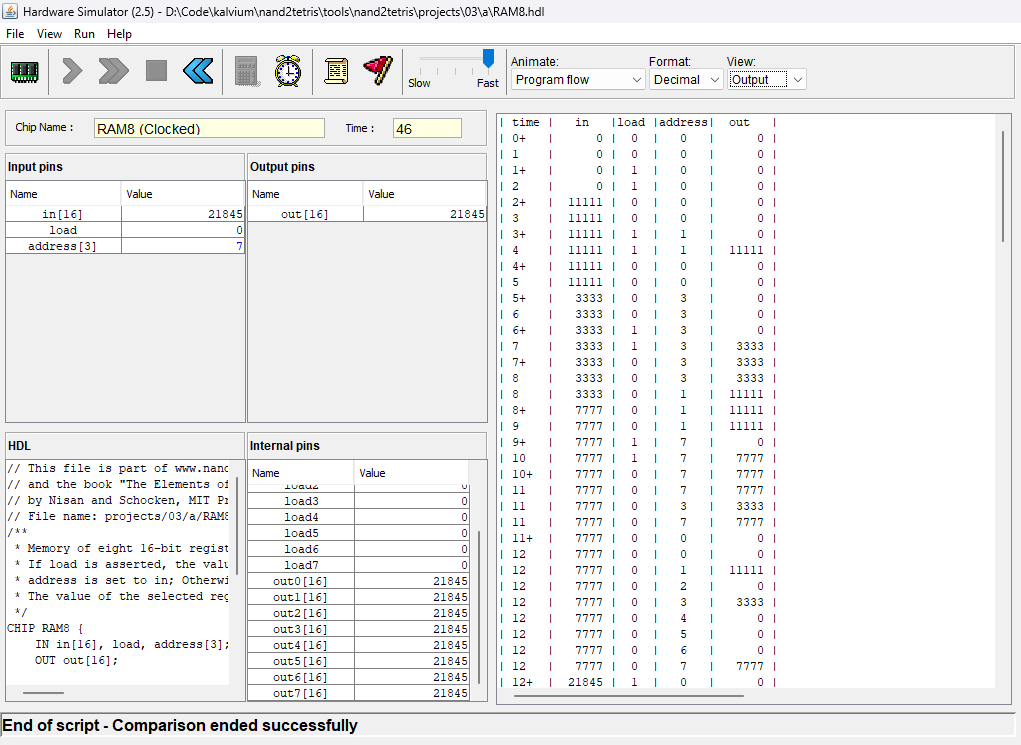 Hardware Simulator (2.5) - D:\Code\kalvium\nand2tetris\tools\nand2tetris\projects\03\a\RAM8.hdl
File View Run Help
Animate: Format: View:
Slow Fast Program flow Decimal Output
Chip Name : RAM8 (Clocked) Time : 46
Input pins
Name Value
in[16] 21845
load 0
address[3] 7
Output pins
Name Value
out[16] 21845
HDL
// This file is part of www.nand
// and the book "The Elements of
// by Nisan and Schocken, MIT Pr
// File name: projects/03/a/RAM8
/**
* Memory of eight 16-bit regist
* If load is asserted, the valu
* address is set to in; Otherwi
* The value of the selected reg
*/
CHIP RAM8 {
IN in[16], load, address[3];
OUT out[16];
Internal pins
Name Value
load2 0
load3 0
load4 0
load5 0
load6 0
load7 0
out0[16] 21845
out1[16] 21845
out2[16] 21845
out3[16] 21845
out4[16] 21845
out5[16] 21845
out6[16] 21845
out7[16] 21845
| time | in |load |address| out |
| 0+ | 0 | 0 | 0 | 0 |
| 1 | 0 | 0 | 0 | 0 |
| 1+ | 0 | 1 | 0 | 0 |
| 2 | 0 | 1 | 0 | 0 |
| 2+ | 11111 | 0 | 0 | 0 |
| 3 | 11111 | 0 | 0 | 0 |
| 3+ | 11111 | 1 | 1 | 0 |
| 4 | 11111 | 1 | 1 | 11111 |
| 4+ | 11111 | 0 | 0 | 0 |
| 5 | 11111 | 0 | 0 | 0 |
| 5+ | 3333 | 0 | 3 | 0 |
| 6 | 3333 | 0 | 3 | 0 |
| 6+ | 3333 | 1 | 3 | 0 |
| 7 | 3333 | 1 | 3 | 3333 |
| 7+ | 3333 | 0 | 3 | 3333 |
| 8 | 3333 | 0 | 3 | 3333 |
| 8 | 3333 | 0 | 1 | 11111 |
| 8+ | 7777 | 0 | 1 | 11111 |
| 9 | 7777 | 0 | 1 | 11111 |
| 9+ | 7777 | 1 | 7 | 0 |
| 10 | 7777 | 1 | 7 | 7777 |
| 10+ | 7777 | 0 | 7 | 7777 |
| 11 | 7777 | 0 | 7 | 7777 |
| 11 | 7777 | 0 | 3 | 3333 |
| 11 | 7777 | 0 | 7 | 7777 |
| 11+ | 7777 | 0 | 0 | 0 |
| 12 | 7777 | 0 | 0 | 0 |
| 12 | 7777 | 0 | 1 | 11111 |
| 12 | 7777 | 0 | 2 | 0 |
| 12 | 7777 | 0 | 3 | 3333 |
| 12 | 7777 | 0 | 4 | 0 |
| 12 | 7777 | 0 | 5 | 0 |
| 12 | 7777 | 0 | 6 | 0 |
| 12 | 7777 | 0 | 7 | 7777 |
| 12+ | 21845 | 1 | 0 | 0 |
End of script - Comparison ended successfully